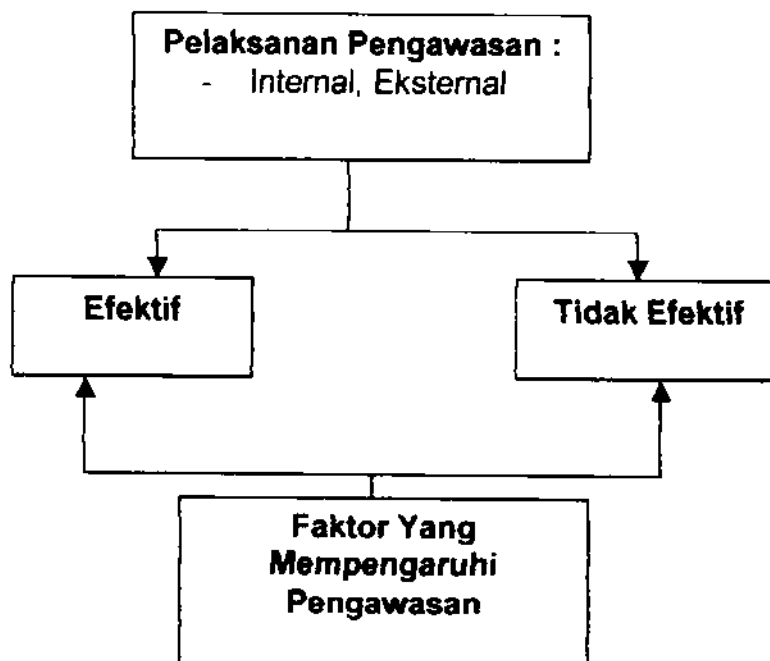 Pelaksanan Pengawasan :
- Internal, Eksternal
Efektif
Tidak Efektif
Faktor Yang
Mempengaruhi
Pengawasan